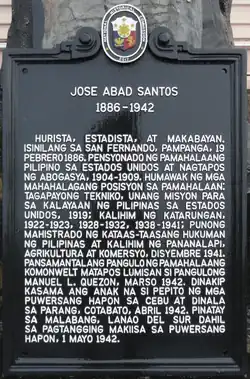 JOSE ABAD SANTOS
1886-1942
HURISTA, ESTADISTA, AT MAKABAYAN.
ISINILANG SA SAN FERNANDO, PAMPANGA, 19
PEBRERO 1886. PENSYONADO NG PAMAHALAANG
PILIPINO SA ESTADOS UNIDOS AT NAGTAPOS
NG ABOGASYA, 1904-1909. HUMAWAK NG MGA
MAHAHALAGANG POSISYON SA PAMAHALAAN:
TAGAPAYONG TEKNIKO, UNANG MISYON PARA
SA KALAYAAN NG PILIPINAS SA ESTADOS
UNIDOS, 1919; KALIHIM NG KATARUNGAN,
1922-1923, 1928-1932, 1938-1941; PUNONG
MAHISTRADO NG KATAAS-TAASANG HUKUMAN
NG PILIPINAS AT KALIHIM NG PANANALAPI,
AGRIKULTURA AT KOMERSYO, DISYEMBRE 1941.
PANSAMANTALANG PANGULO NG PAMAHALAANG
KOMONWELT MATAPOS LUMISAN SI PANGULONG
MANUEL L. QUEZON, MARSO 1942. DINAKIP
KASAMA ANG ANAK NA SI PEPITO NG MGA
PUWERSANG HAPON SA CEBU AT DINALA
SA PARANG, COTABATO, ABRIL 1942. PINATAY
SA MALABANG, LANAO DEL SUR DAHIL
SA PAGTANGGING MAKIISA SA PUWERSANG
HAPON, 1 MAYO 1942.